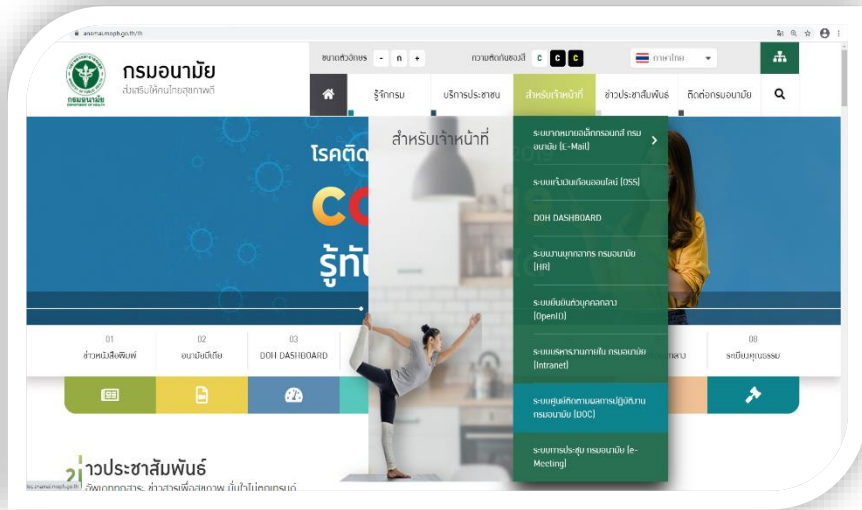 anamai.moph.go.th/th
กรมอนามัย
ส่งเสริมให้คนไทยสุขภาพดี
กรมอนามัย
DEPARTMENT OF HEALTH
ขนาดตัวอักษร - ก +
ความตัดกันของสี C C C
ภาษาไทย
รู้จักกรม
บริการประชาชน
สำหรับเจ้าหน้าที่
ข่าวประชาสัมพันธ์
ติดต่อกรมอนามัย
โรคติด
รู้ทัน
สำหรับเจ้าหน้าที่
ระบบจดหมายอิเล็กทรอนิกส์ กรม
อนามัย (E-Mail)
ระบบแจ้งเงินเดือนออนไลน์ (DSS)
DOH DASHBOARD
ระบบงานบุคลากร กรมอนามัย
(HR)
ระบบยืนยันตัวบุคคลกลาง
(OpenID)
ระบบบริหารงานภายใน กรมอนามัย
(Intranet)
ระบบศูนย์ติดตามผลการปฏิบัติงาน
กรมอนามัย (DOC)
ระบบการประชุม กรมอนามัย (e-
Meeting)
01
ข่าวหนังสือพิมพ์
02
อนามัยมีเดีย
03
DOH DASHBOARD
08
ระเบียงคุณธรรม
ข่าวประชาสัมพันธ์